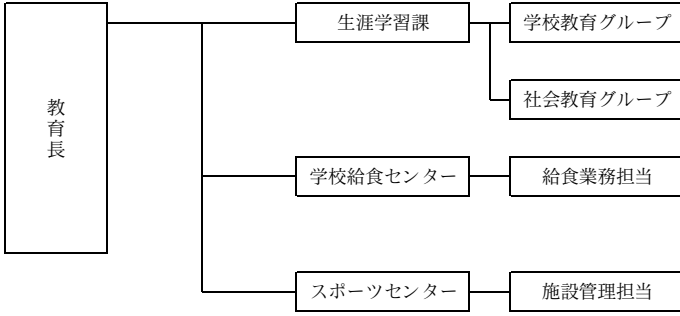 教育長
生涯学習課
学校教育グループ
社会教育グループ
学校給食センター
給食業務担当
スポーツセンター
施設管理担当